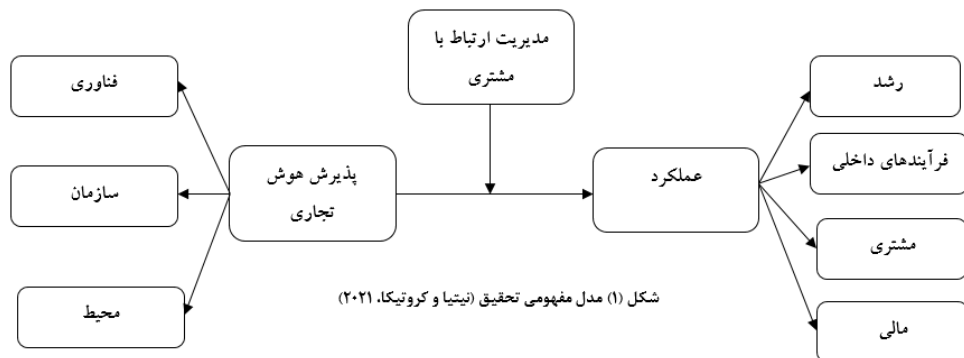 مدیریت ارتباط با
مشتری
فناوری
سازمان
محیط
پذیرش هوش
تجاری
عملکرد
رشد
فرآیندهای داخلی
مشتری
مالی
شکل (۱) مدل مفهومی تحقیق (نیتیا و کروتیکا، ۲۰۲۱)